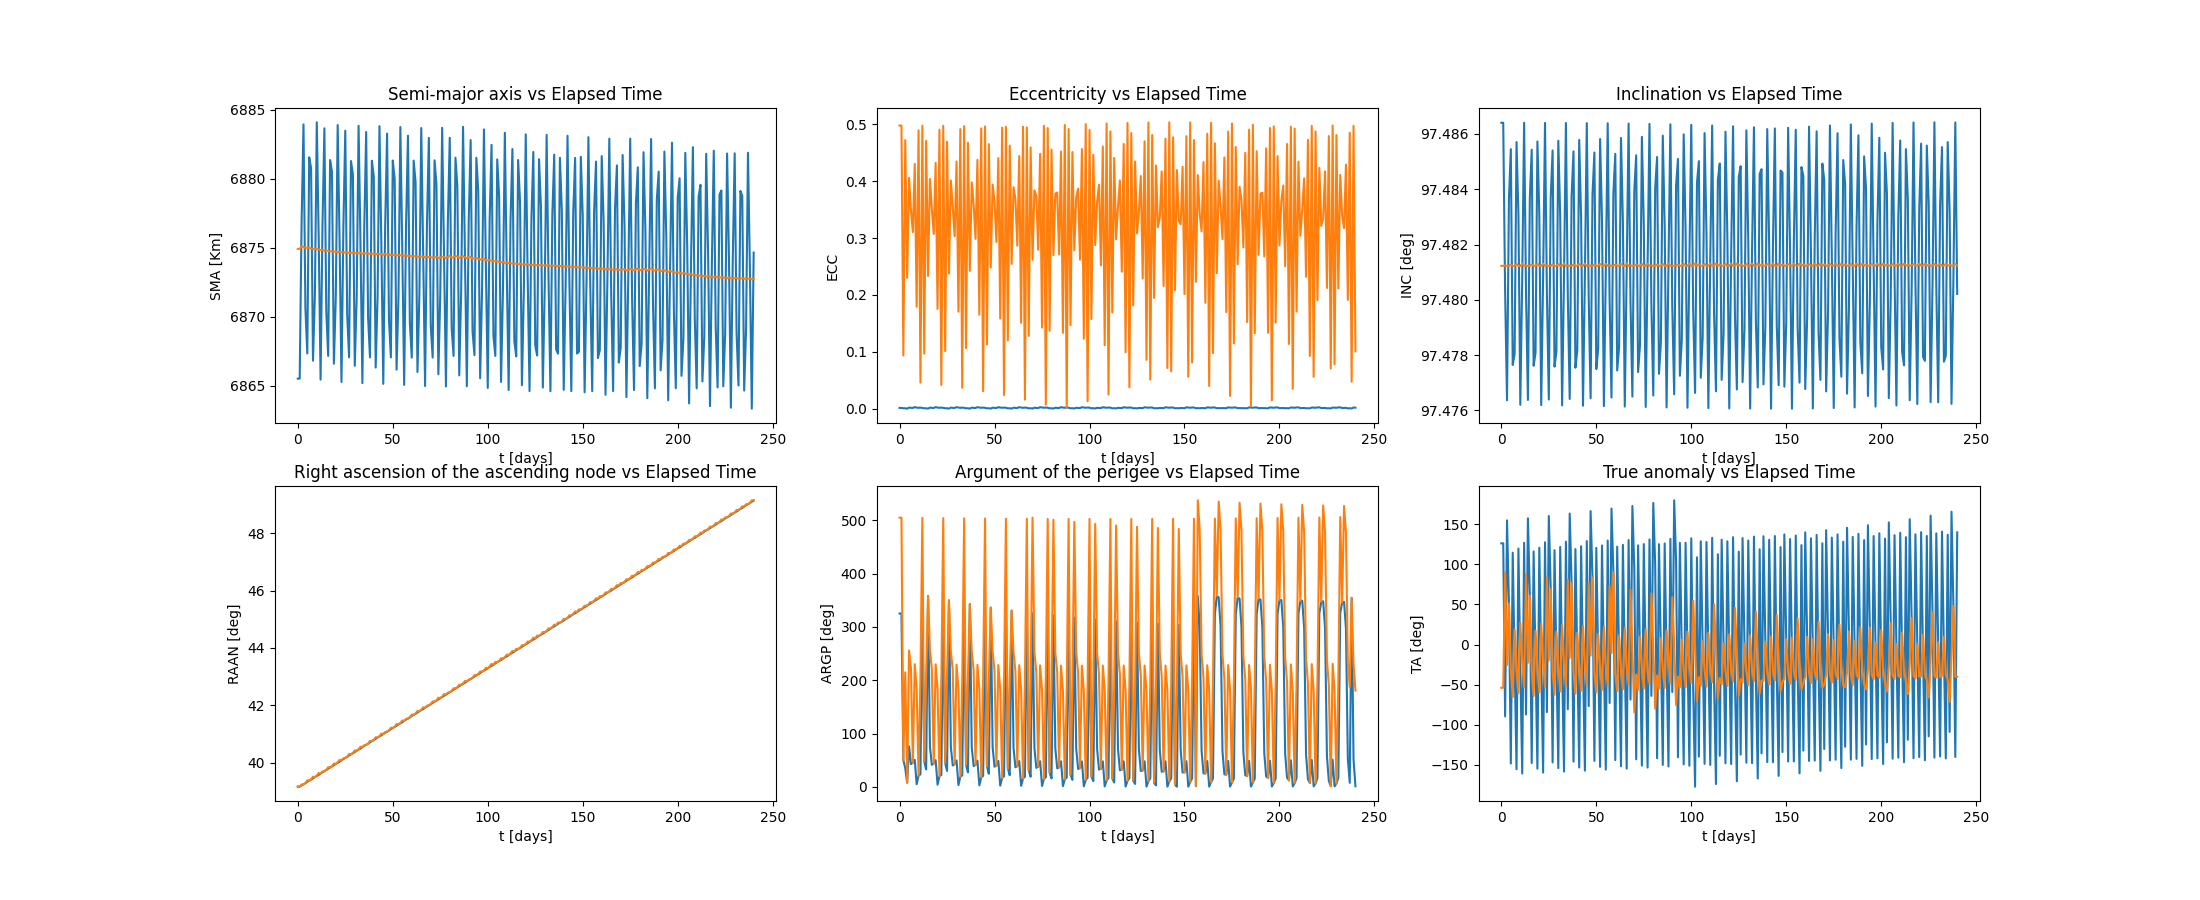 Semi-major axis vs Elapsed Time
SMA [Km]
6885
6880
6875
6870
6865
0 50 100 150 200 250
t [days]
Eccentricity vs Elapsed Time
ECC
0.5
0.4
0.3
0.2
0.1
0.0
0 50 100 150 200 250
t [days]
Inclination vs Elapsed Time
INC [deg]
97.486
97.484
97.482
97.480
97.478
97.476
0 50 100 150 200 250
t [days]
Right ascension of the ascending node vs Elapsed Time
RAAN [deg]
48
46
44
42
40
0 50 100 150 200 250
t [days]
Argument of the perigee vs Elapsed Time
ARGP [deg]
500
400
300
200
100
0
0 50 100 150 200 250
t [days]
True anomaly vs Elapsed Time
TA [deg]
150
100
50
0
−50
−100
−150
0 50 100 150 200 250
t [days]